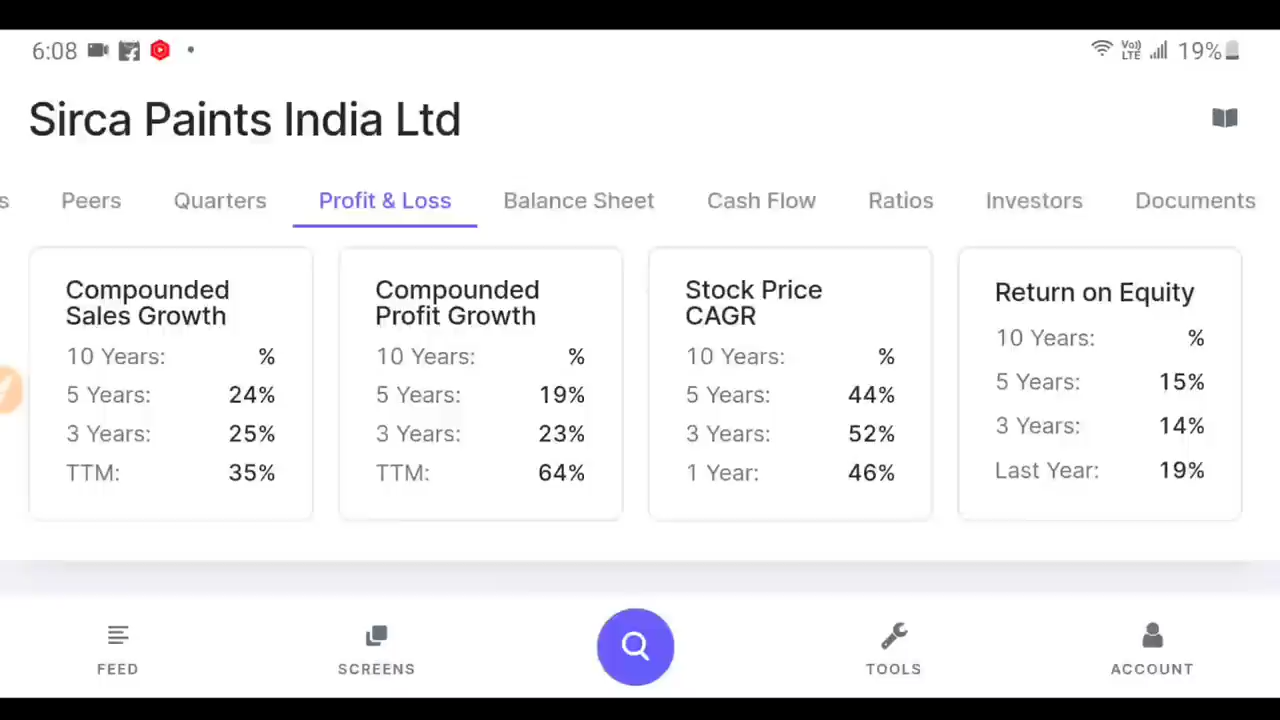 6:08
Vo))
LTE
19%
Sirca Paints India Ltd
s Peers Quarters Profit & Loss Balance Sheet Cash Flow Ratios Investors Documents
Compounded
Sales Growth
10 Years: %
5 Years: 24%
3 Years: 25%
TTM: 35%
Compounded
Profit Growth
10 Years: %
5 Years: 19%
3 Years: 23%
TTM: 64%
Stock Price
CAGR
10 Years: %
5 Years: 44%
3 Years: 52%
1 Year: 46%
Return on Equity
10 Years: %
5 Years: 15%
3 Years: 14%
Last Year: 19%
FEED SCREENS TOOLS ACCOUNT